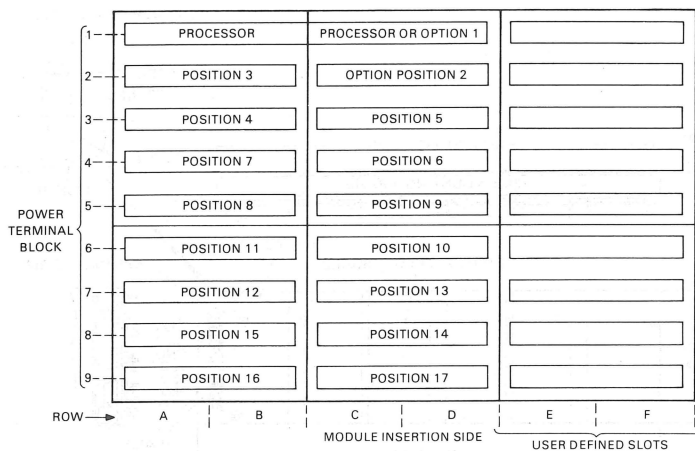 1 PROCESSOR PROCESSOR OR OPTION 1
2 POSITION 3 OPTION POSITION 2
3 POSITION 4 POSITION 5
4 POSITION 7 POSITION 6
5 POSITION 8 POSITION 9
POWER
TERMINAL
BLOCK
6 POSITION 11 POSITION 10
7 POSITION 12 POSITION 13
8 POSITION 15 POSITION 14
9 POSITION 16 POSITION 17
ROW A B C D E F
MODULE INSERTION SIDE
USER DEFINED SLOTS